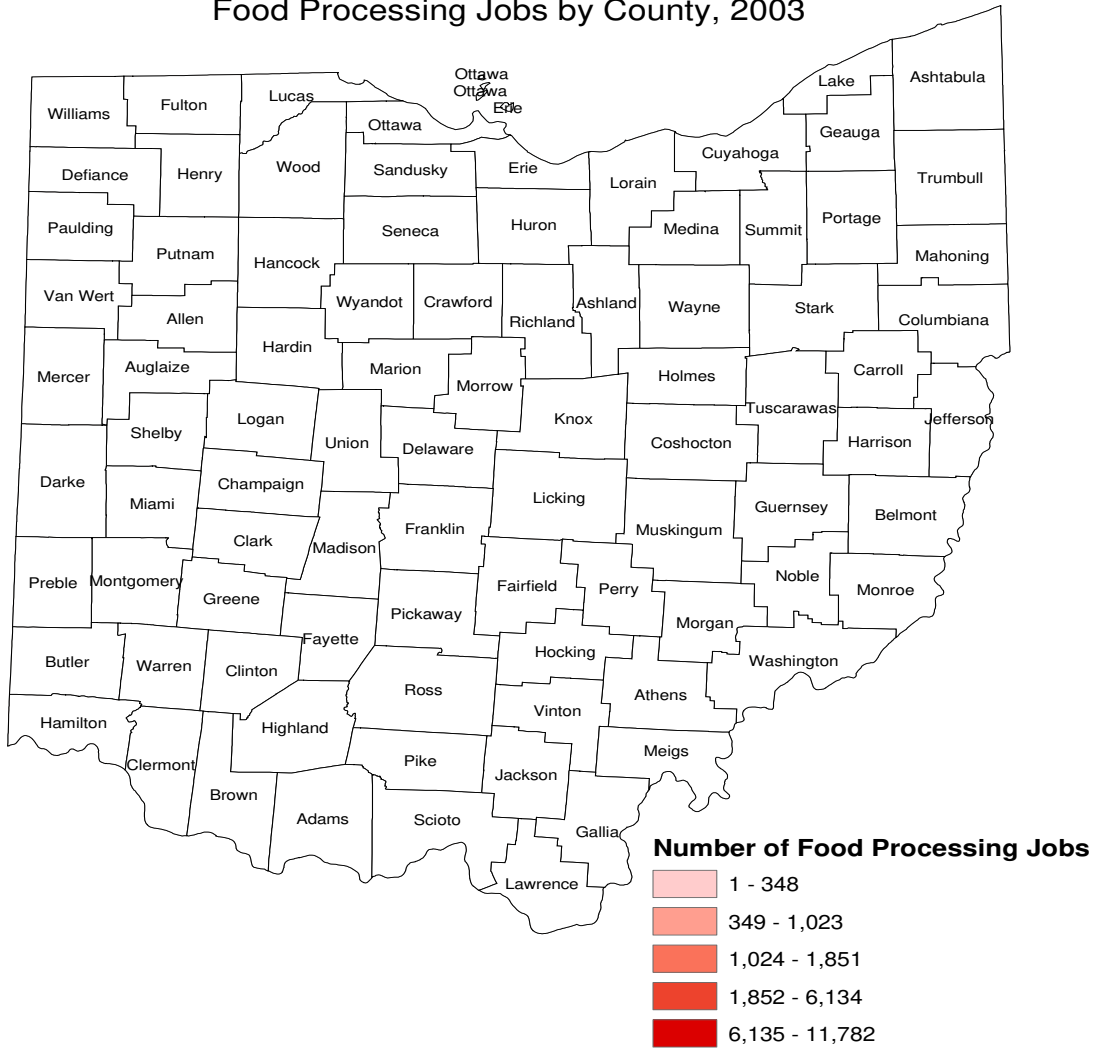 Food Processing Jobs by County, 2003
Ottawa
Ottawa
Erie
Lake
Ashtabula
Williams
Fulton
Lucas
Ottawa
Geauga
Cuyahoga
Defiance
Henry
Wood
Sandusky
Erie
Lorain
Trumbull
Paulding
Putnam
Hancock
Seneca
Huron
Medina
Summit
Portage
Mahoning
Van Wert
Allen
Wyandot
Crawford
Richland
Ashland
Wayne
Stark
Columbiana
Mercer
Auglaize
Hardin
Marion
Morrow
Holmes
Carroll
Tuscarawas
Jefferson
Shelby
Logan
Union
Delaware
Knox
Coshocton
Harrison
Darke
Miami
Champaign
Licking
Guernsey
Belmont
Clark
Madison
Franklin
Muskingum
Preble
Montgomery
Greene
Pickaway
Fairfield
Perry
Noble
Monroe
Fayette
Morgan
Butler
Warren
Clinton
Ross
Hocking
Washington
Hamilton
Highland
Vinton
Athens
Clermont
Brown
Pike
Jackson
Meigs
Adams
Scioto
Gallia
Lawrence
Number of Food Processing Jobs
1 - 348
349 - 1,023
1,024 - 1,851
1,852 - 6,134
6,135 - 11,782